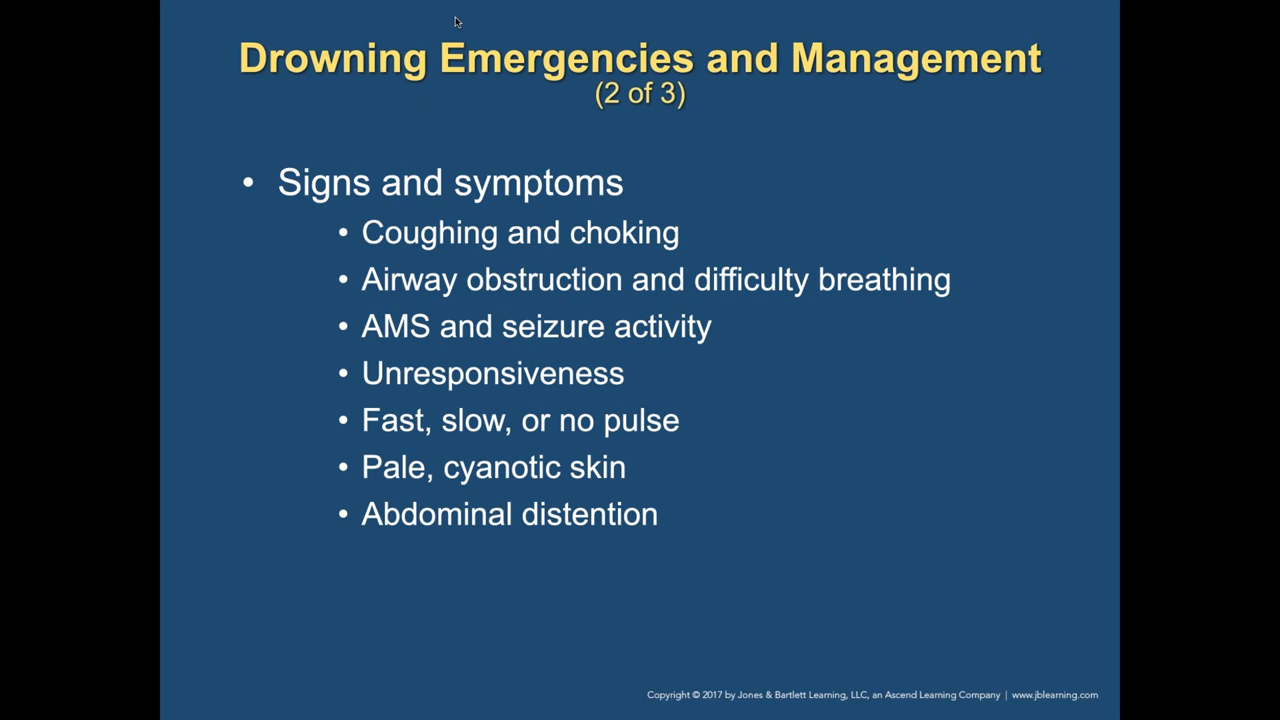 Drowning Emergencies and Management
(2 of 3)
• Signs and symptoms
• Coughing and choking
• Airway obstruction and difficulty breathing
• AMS and seizure activity
• Unresponsiveness
• Fast, slow, or no pulse
• Pale, cyanotic skin
• Abdominal distention
Copyright © 2017 by Jones & Bartlett Learning, LLC, an Ascend Learning Company | www.jblearning.com